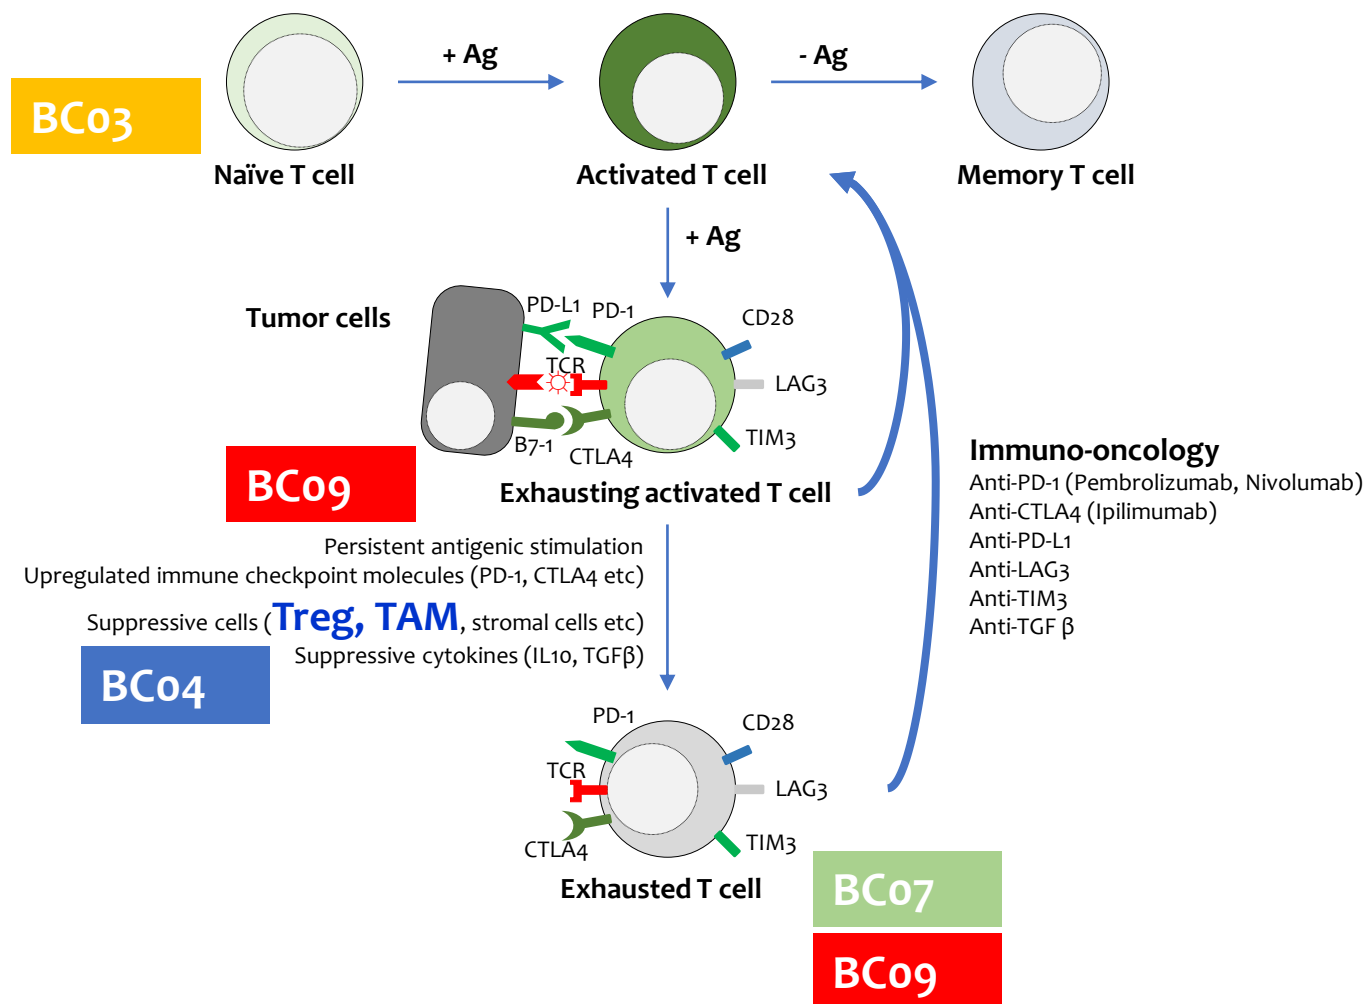 + Ag
- Ag
BC03
Naïve T cell
Activated T cell
Memory T cell
+ Ag
Tumor cells
PD-L1
PD-1
CD28
TCR
LAG3
B7-1
CTLA4
TIM3
BC09
Exhausting activated T cell
Immuno-oncology
Anti-PD-1 (Pembrolizumab, Nivolumab)
Anti-CTLA4 (Ipilimumab)
Anti-PD-L1
Anti-LAG3
Anti-TIM3
Anti-TGF β
Persistent antigenic stimulation
Upregulated immune checkpoint molecules (PD-1, CTLA4 etc)
Suppressive cells (Treg, TAM, stromal cells etc)
Suppressive cytokines (IL10, TGFβ)
BC04
PD-1
CD28
TCR
LAG3
CTLA4
TIM3
Exhausted T cell
BC07
BC09